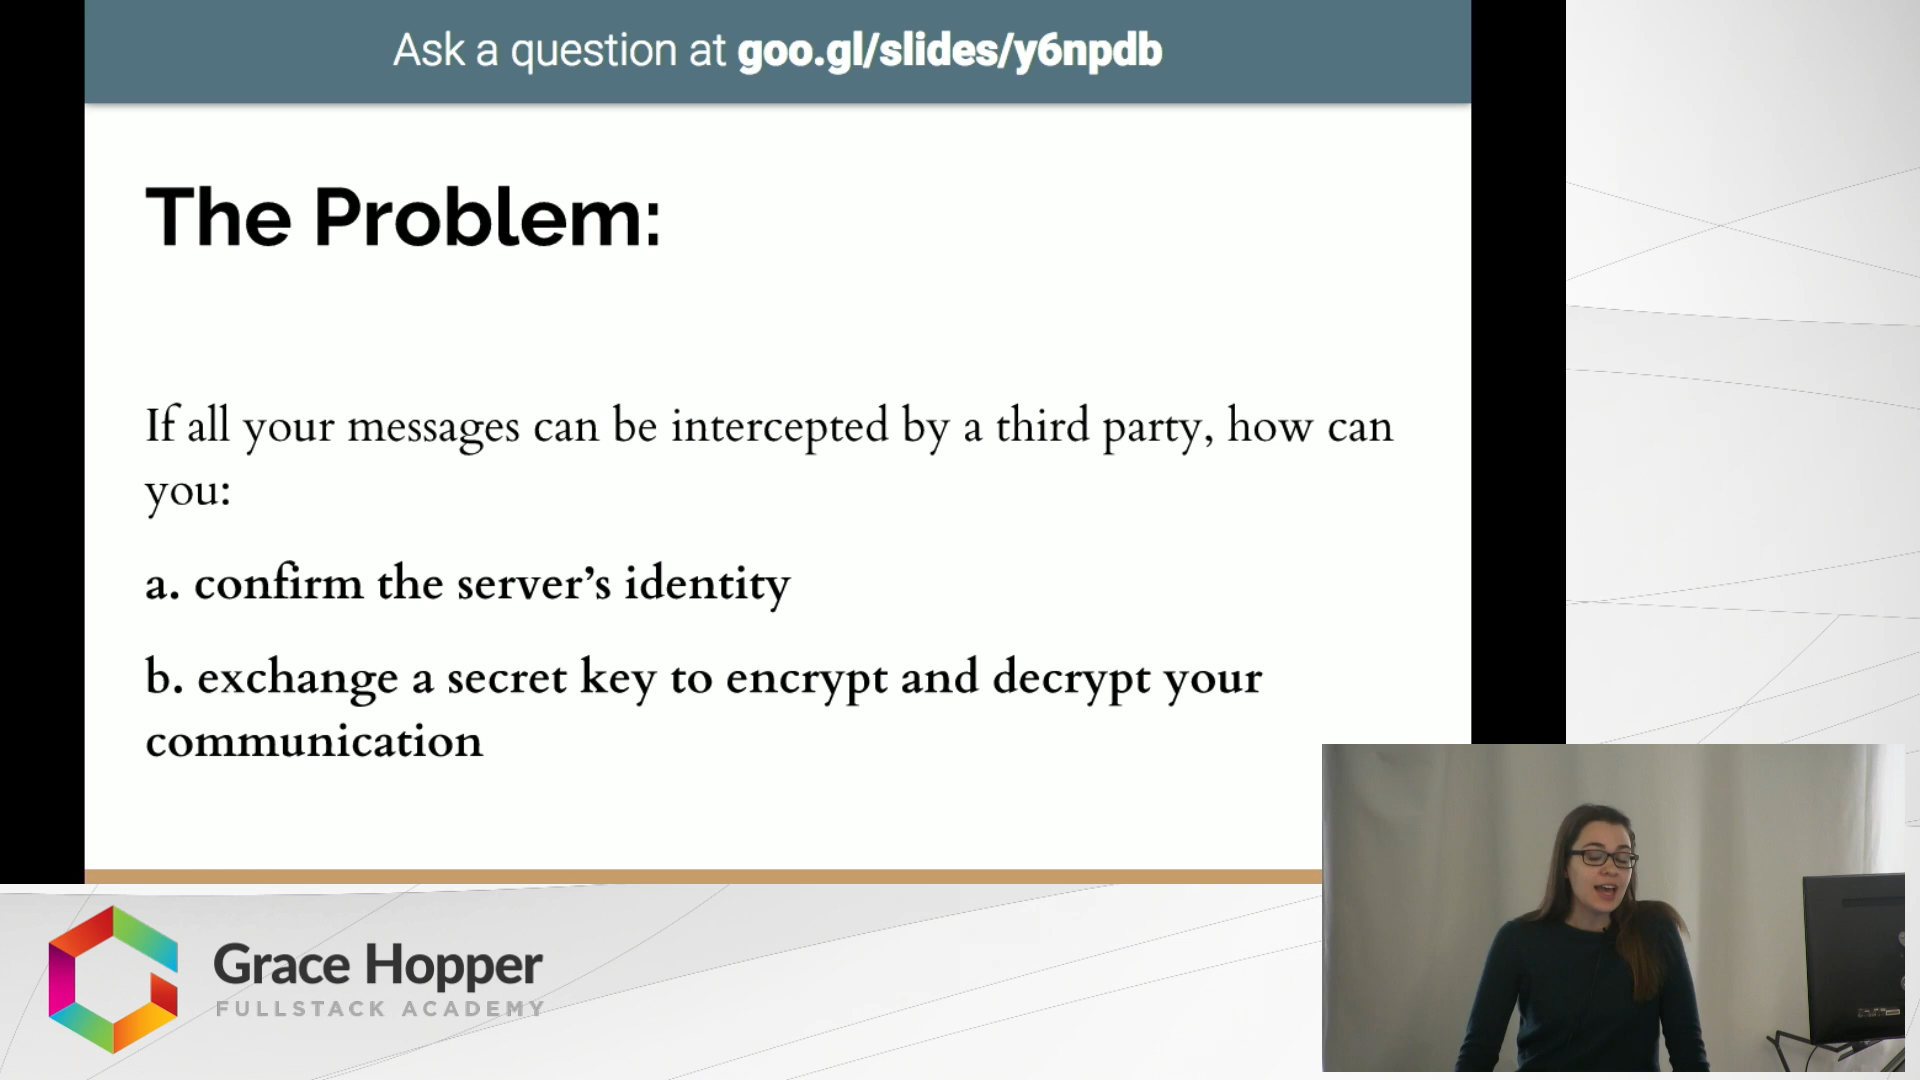 Ask a question at goo.gl/slides/y6npdb
The Problem:
If all your messages can be intercepted by a third party, how can
you:
a. confirm the server’s identity
b. exchange a secret key to encrypt and decrypt your
communication
Grace Hopper
FULLSTACK ACADEMY